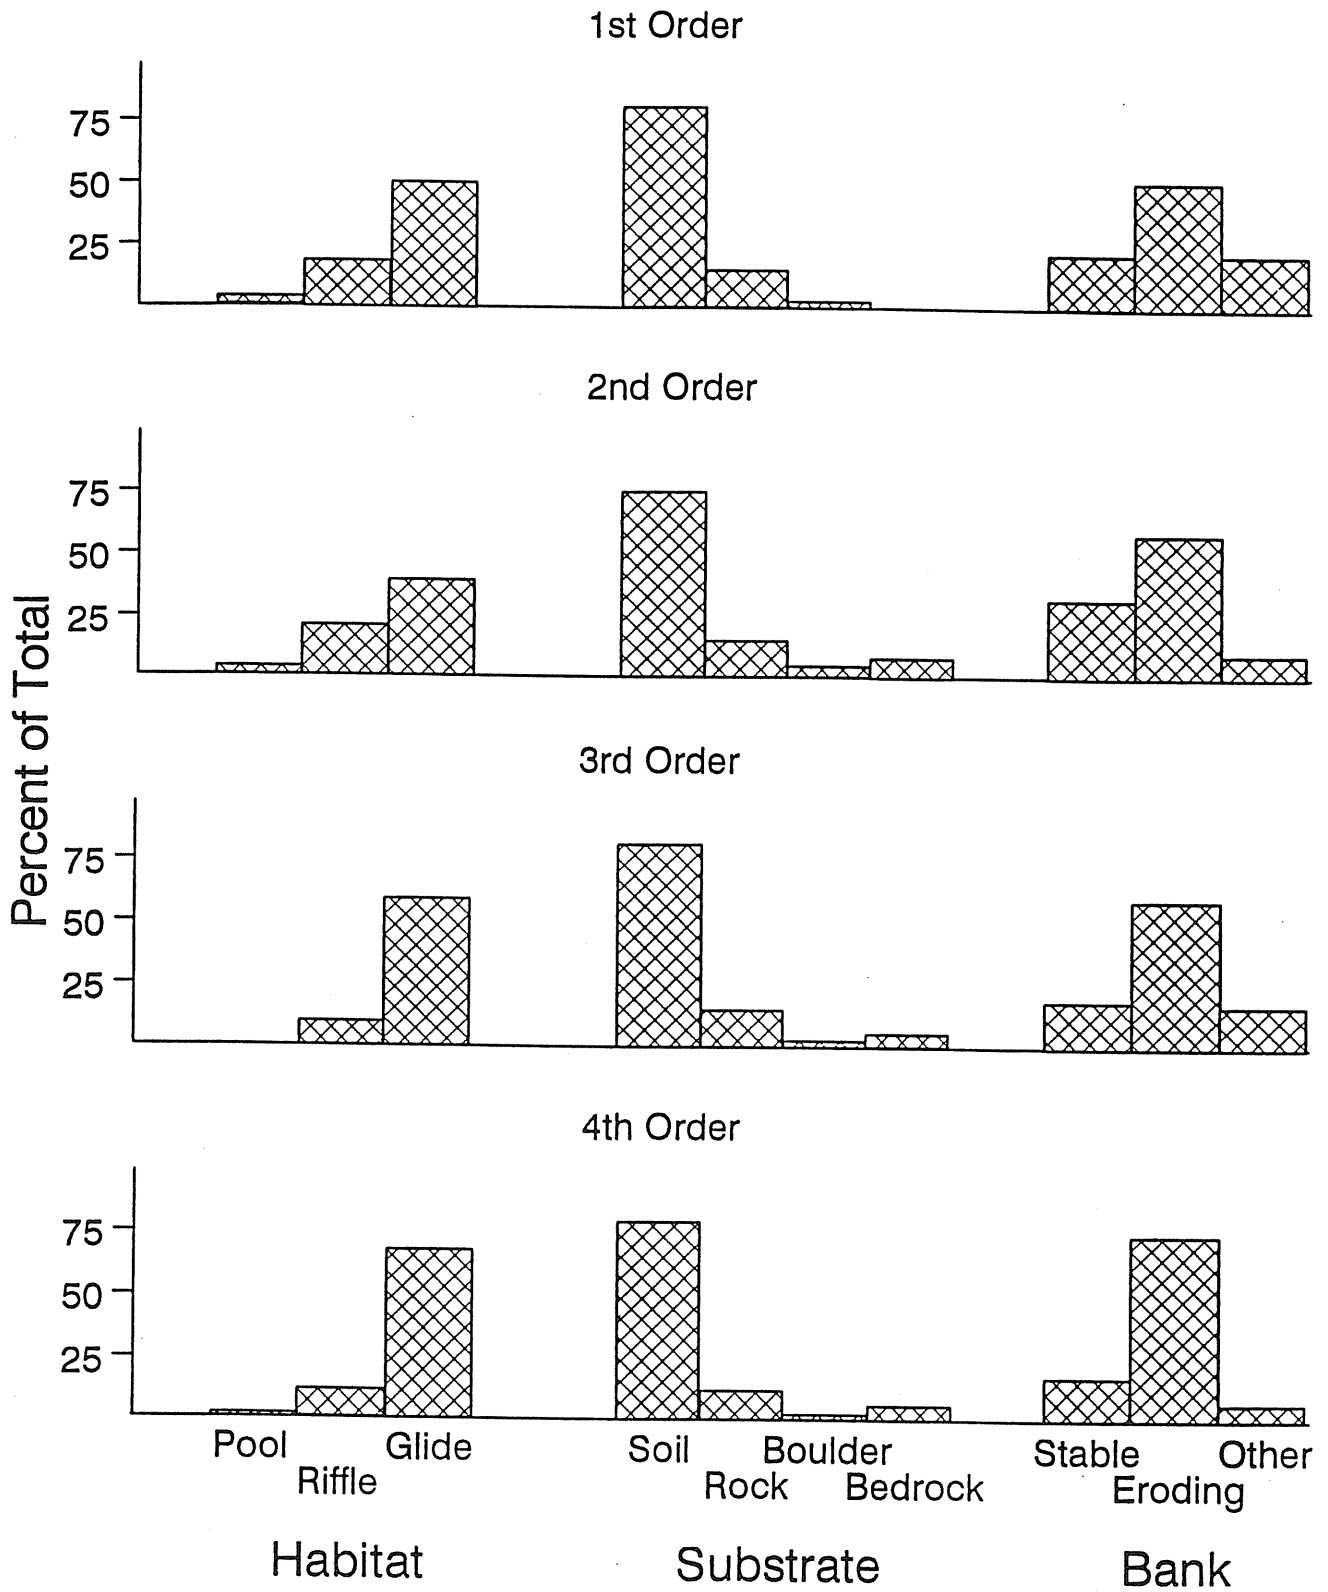 1st Order
75
50
25
2nd Order
75
50
25
Percent of Total
3rd Order
75
50
25
4th Order
75
50
25
Pool Glide Soil Boulder Stable Other
Riffle Rock Bedrock Eroding
Habitat Substrate Bank